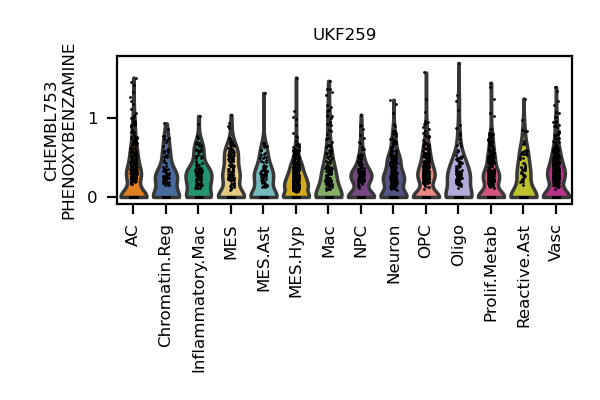 UKF259
CHEMBL753
PHENOXYBENZAMINE
1
0
AC
Chromatin.Reg
Inflammatory.Mac
MES
MES.Ast
MES.Hyp
Mac
NPC
Neuron
OPC
Oligo
Prolif.Metab
Reactive.Ast
Vasc